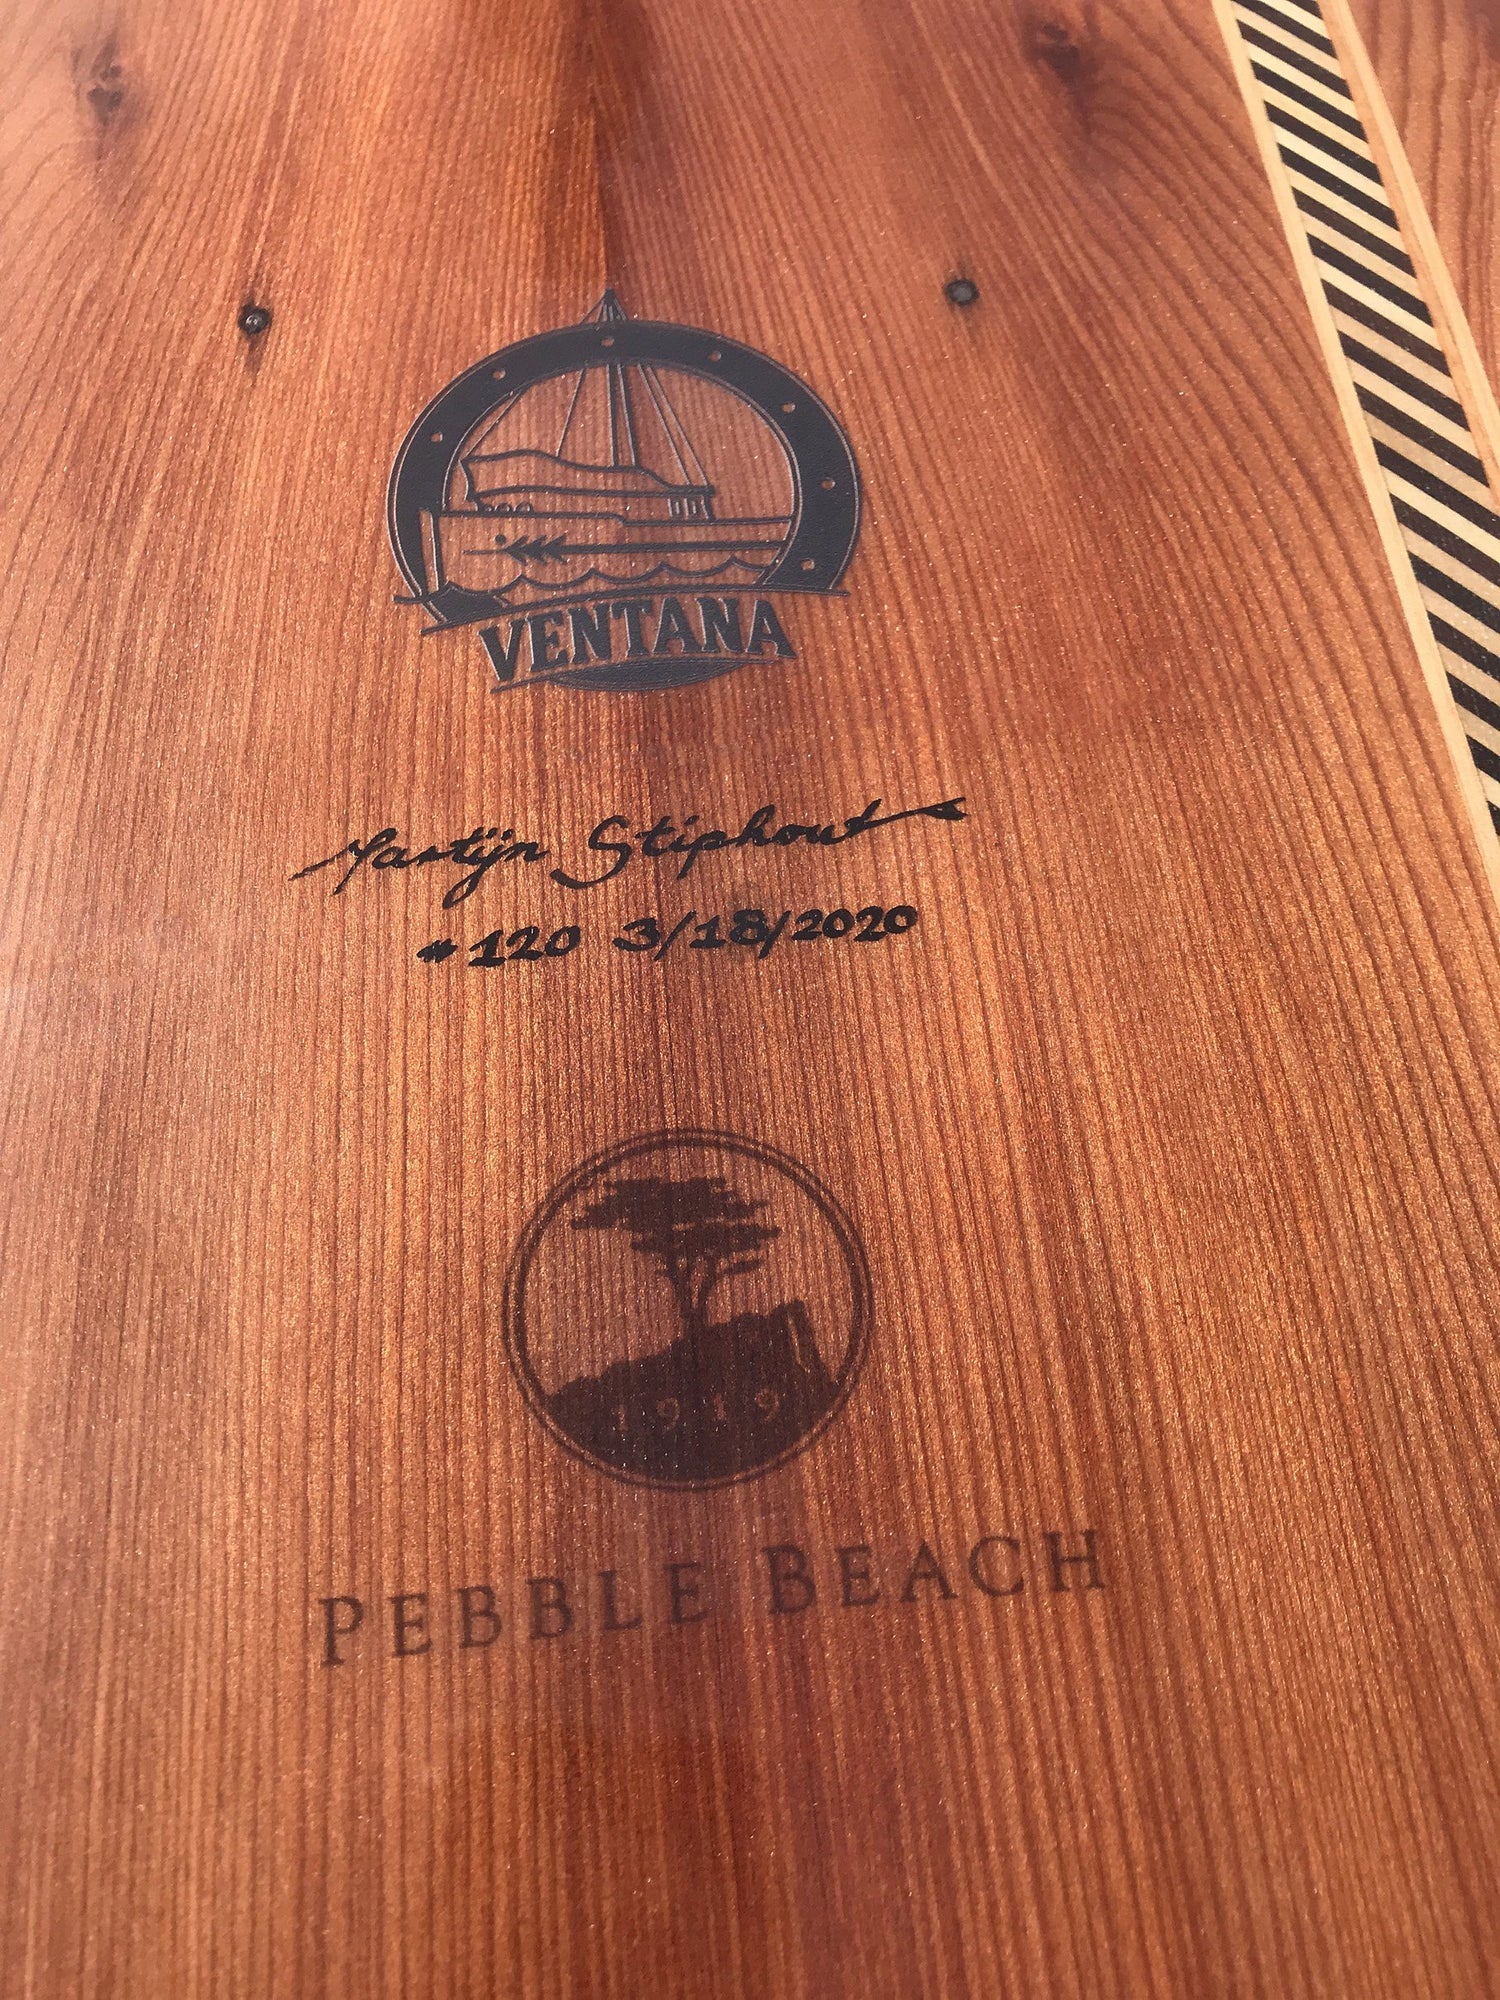 VENTANA
Martijn Stiphout
#120 3/18/2020
1919
PEBBLE BEACH